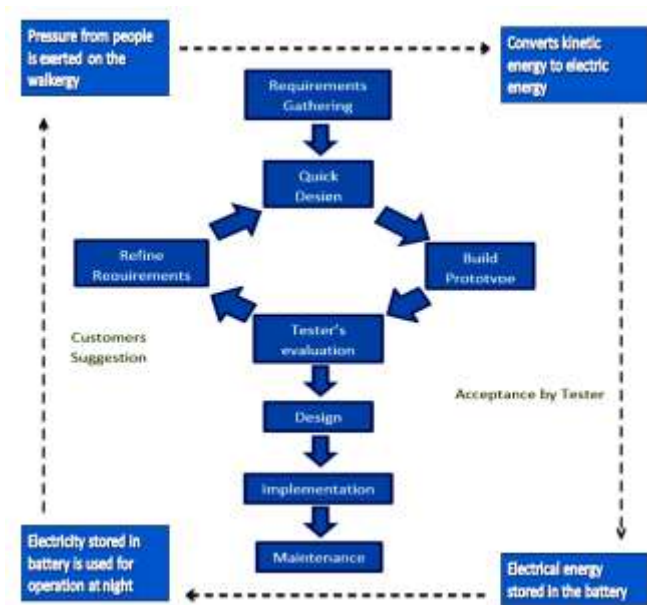 Pressure from people
is exerted on the
walkergy
Converts kinetic
energy to electric
energy
Requirements
Gathering
Quick
Design
Refine
Requirements
Build
Prototype
Tester's
evaluation
Customers
Suggestion
Acceptance by Tester
Design
Implementation
Maintenance
Electricity stored in
battery is used for
operation at night
Electrical energy
stored in the battery